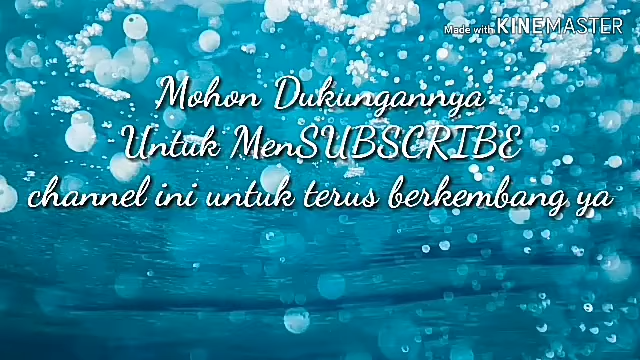 Made with KINEMASTER
Mohon Dukungannya
Untuk MenSUBSCRIBE
channel ini untuk terus berkembang ya